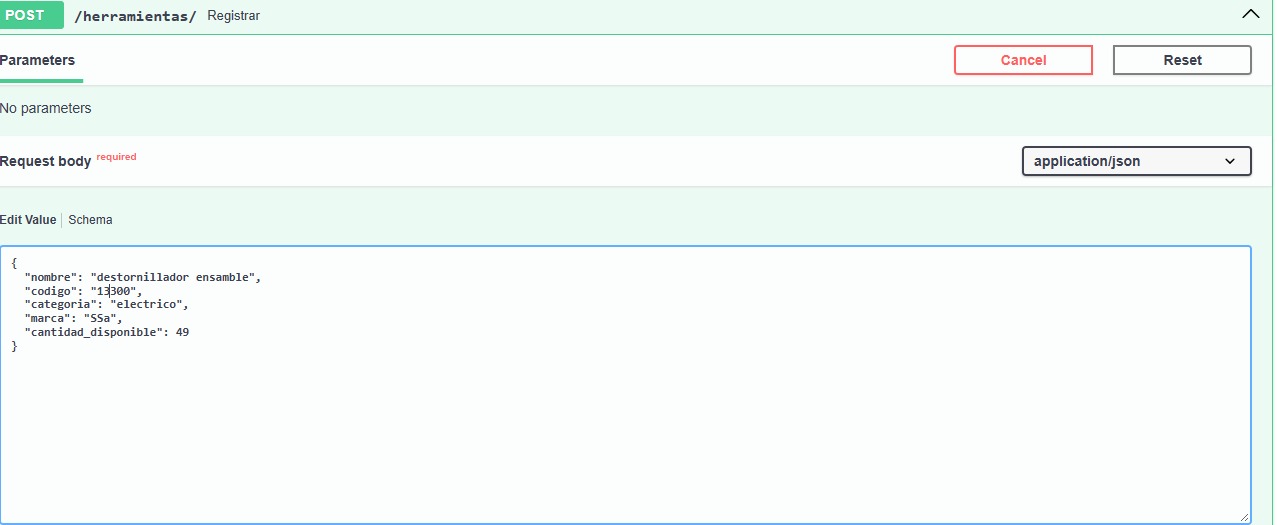 POST /herramientas/ Registrar
Parameters
Cancel
Reset
No parameters
Request body required
application/json
Edit Value | Schema
{
  "nombre": "destornillador ensamble",
  "codigo": "13300",
  "categoria": "electrico",
  "marca": "SSa",
  "cantidad_disponible": 49
}